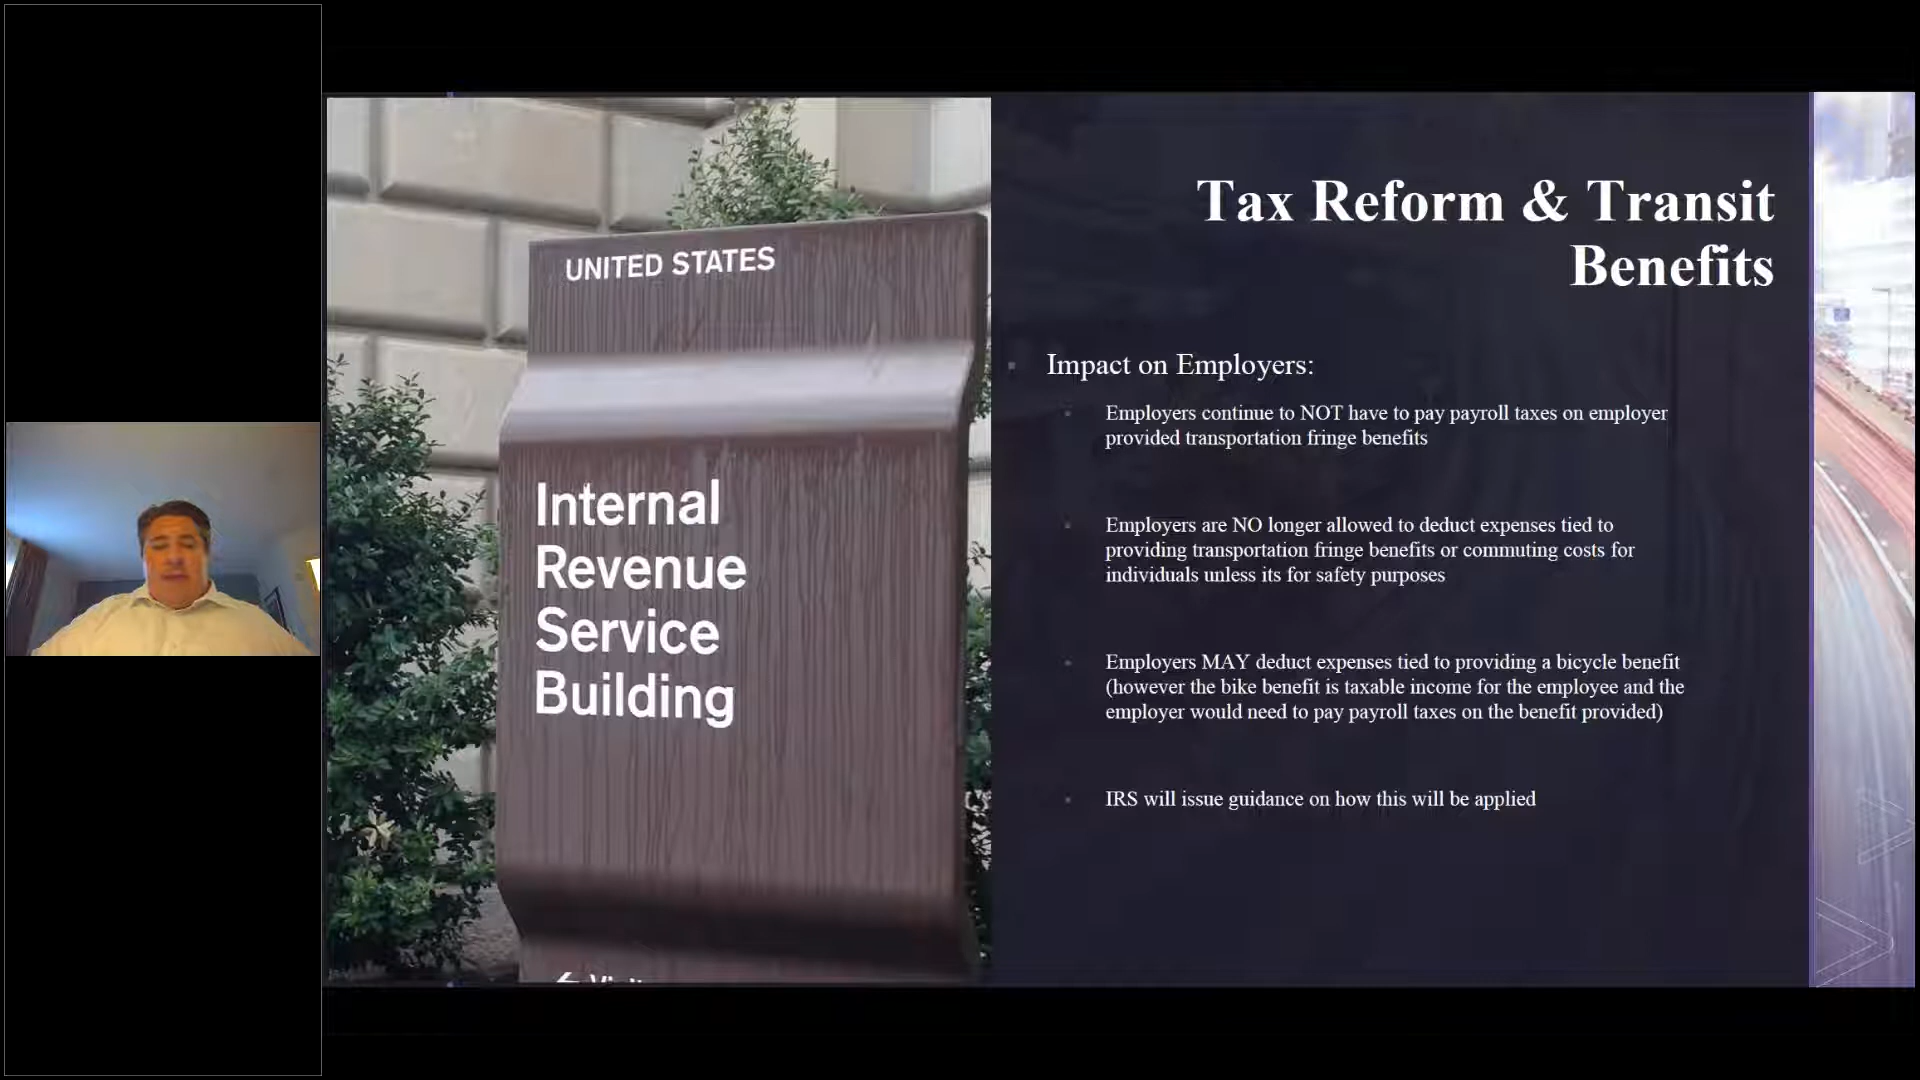 UNITED STATES
Internal
Revenue
Service
Building
Tax Reform & Transit
Benefits
Impact on Employers:
Employers continue to NOT have to pay payroll taxes on employer
provided transportation fringe benefits
Employers are NO longer allowed to deduct expenses tied to
providing transportation fringe benefits or commuting costs for
individuals unless its for safety purposes
Employers MAY deduct expenses tied to providing a bicycle benefit
(however the bike benefit is taxable income for the employee and the
employer would need to pay payroll taxes on the benefit provided)
IRS will issue guidance on how this will be applied